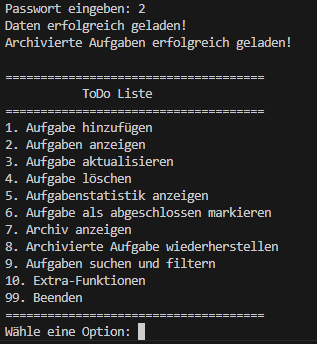 Passwort eingeben: 2
Daten erfolgreich geladen!
Archivierte Aufgaben erfolgreich geladen!
=====================================
ToDo Liste
=====================================
1. Aufgabe hinzufügen
2. Aufgaben anzeigen
3. Aufgabe aktualisieren
4. Aufgabe löschen
5. Aufgabenstatistik anzeigen
6. Aufgabe als abgeschlossen markieren
7. Archiv anzeigen
8. Archivierte Aufgabe wiederherstellen
9. Aufgaben suchen und filtern
10. Extra-Funktionen
99. Beenden
=====================================
Wähle eine Option: